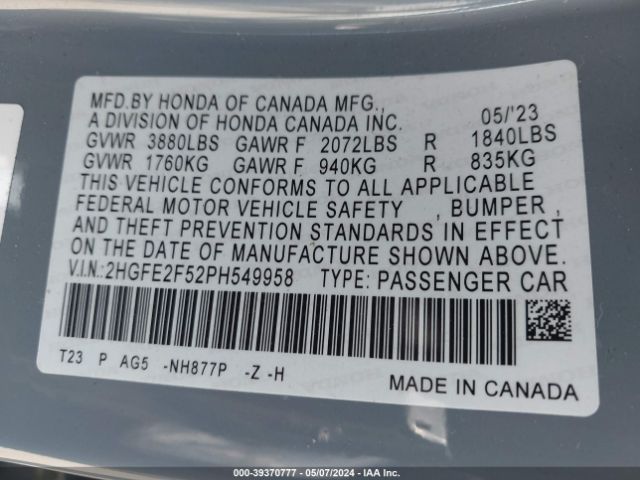 MFD.BY HONDA OF CANADA MFG.,
A DIVISION OF HONDA CANADA INC. 05/'23
GVWR 3880LBS GAWR F 2072LBS R 1840LBS
GVWR 1760KG GAWR F 940KG R 835KG
THIS VEHICLE CONFORMS TO ALL APPLICABLE
FEDERAL MOTOR VEHICLE SAFETY , BUMPER ,
AND THEFT PREVENTION STANDARDS IN EFFECT
ON THE DATE OF MANUFACTURE SHOWN ABOVE.
V.I.N.:2HGFE2F52PH549958 TYPE: PASSENGER CAR
T23 P AG5 -NH877P -Z -H
MADE IN CANADA
000-39370777 - 05/07/2024 - IAA Inc.